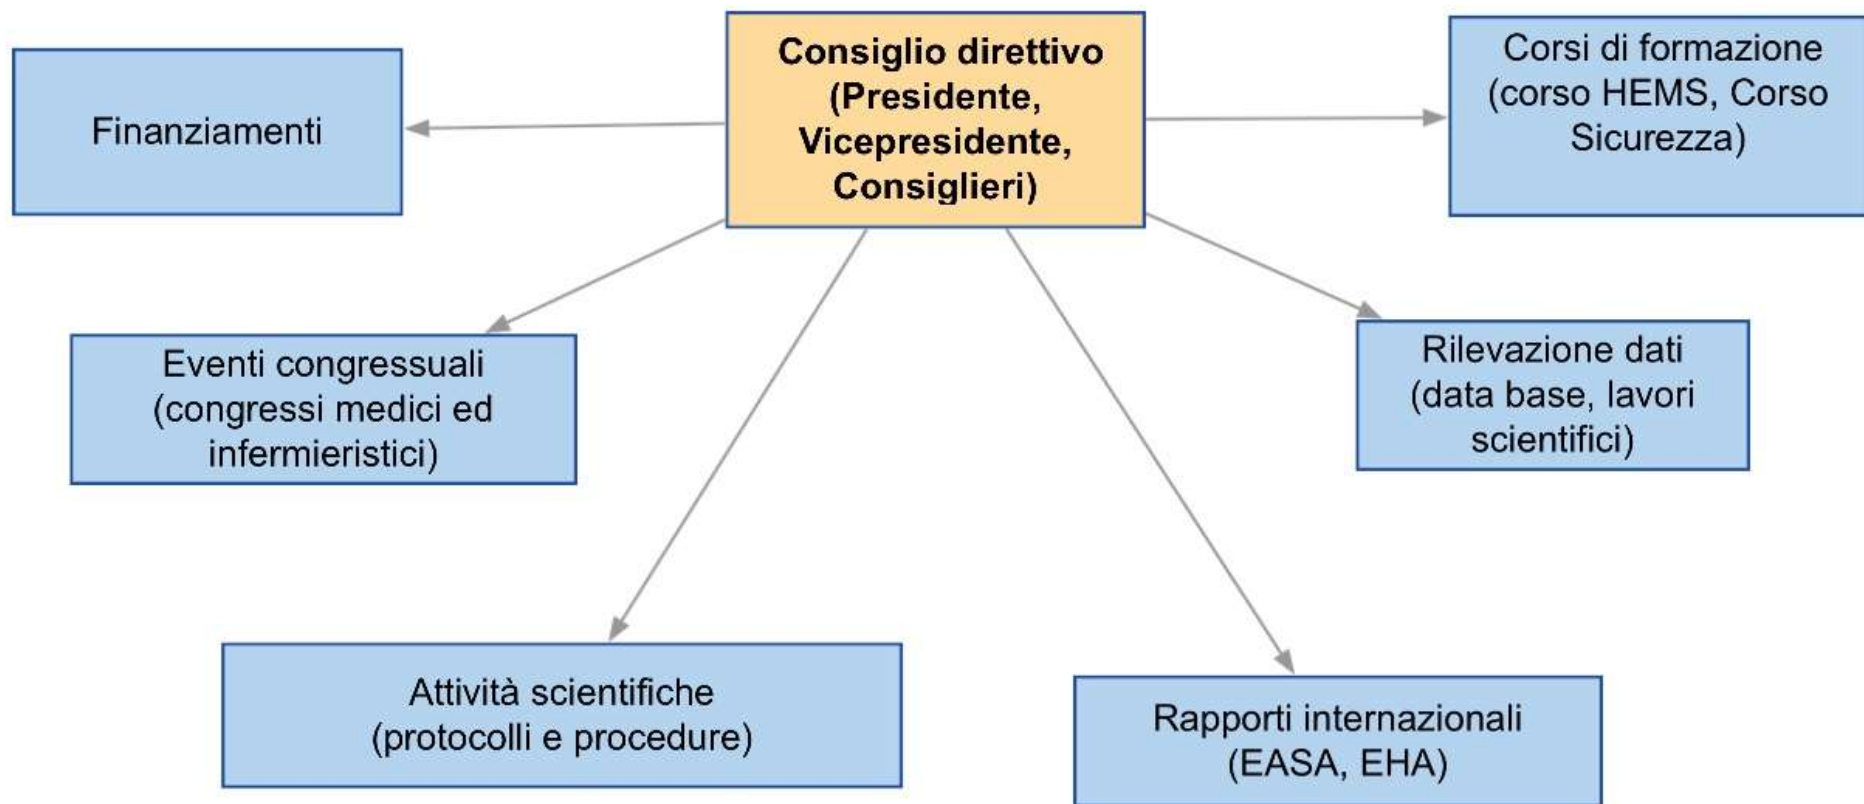 Consiglio direttivo
(Presidente,
Vicepresidente,
Consiglieri)
Finanziamenti
Corsi di formazione
(corso HEMS, Corso
Sicurezza)
Eventi congressuali
(congressi medici ed
infermieristici)
Rilevazione dati
(data base, lavori
scientifici)
Attività scientifiche
(protocolli e procedure)
Rapporti internazionali
(EASA, EHA)